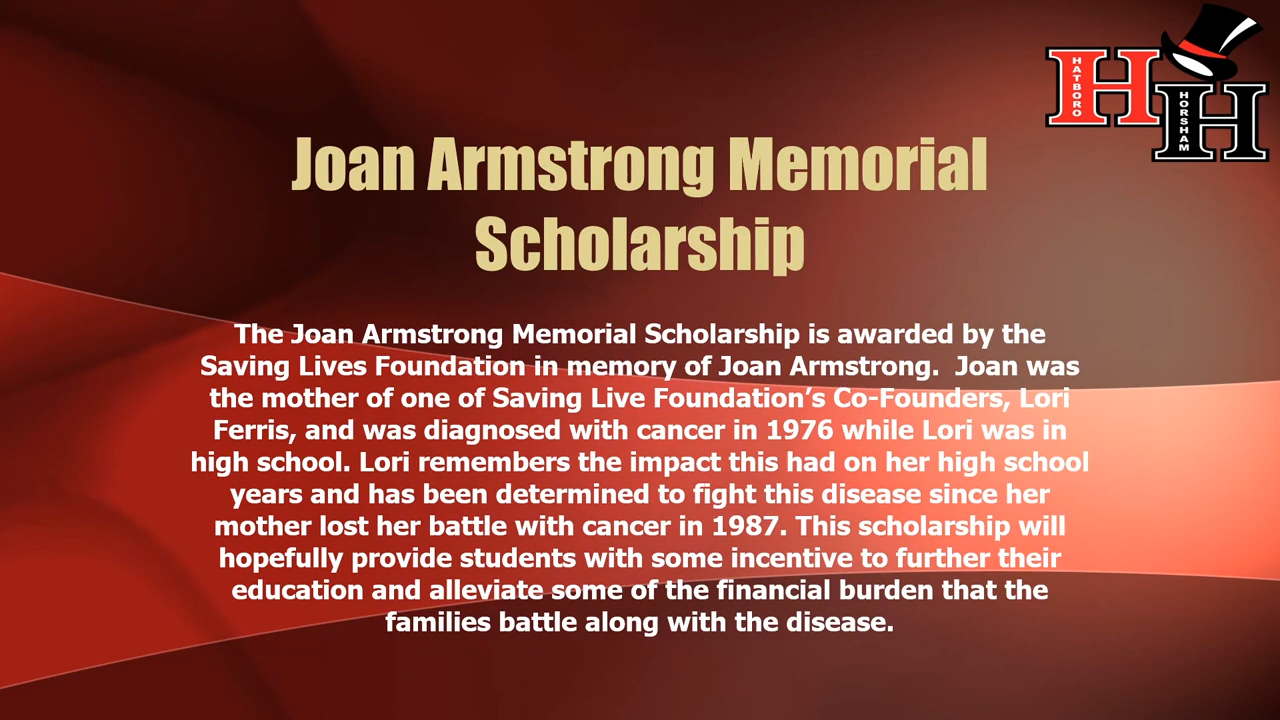 HATBORO
HORSHAM
Joan Armstrong Memorial
Scholarship
The Joan Armstrong Memorial Scholarship is awarded by the
Saving Lives Foundation in memory of Joan Armstrong.  Joan was
the mother of one of Saving Live Foundation’s Co-Founders, Lori
Ferris, and was diagnosed with cancer in 1976 while Lori was in
high school. Lori remembers the impact this had on her high school
years and has been determined to fight this disease since her
mother lost her battle with cancer in 1987. This scholarship will
hopefully provide students with some incentive to further their
education and alleviate some of the financial burden that the
families battle along with the disease.